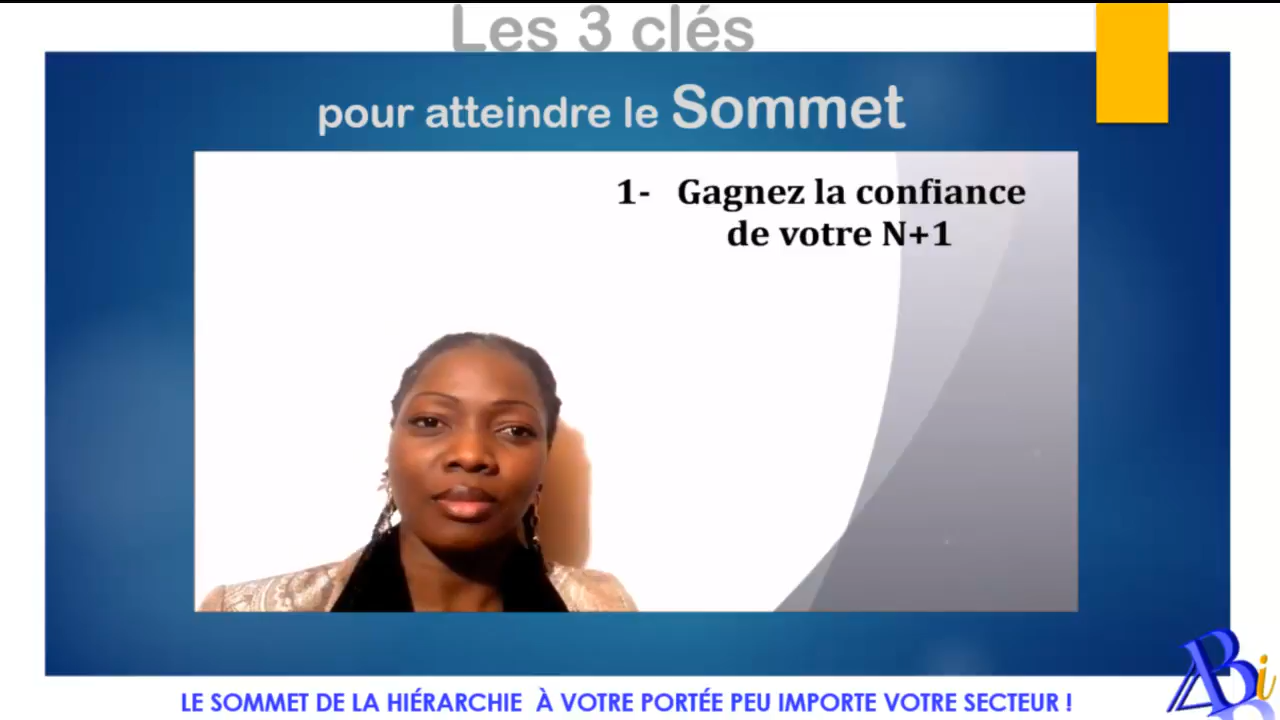 Les 3 clés
pour atteindre le Sommet
1- Gagnez la confiance
de votre N+1
LE SOMMET DE LA HIÉRARCHIE À VOTRE PORTÉE PEU IMPORTE VOTRE SECTEUR !
ABi